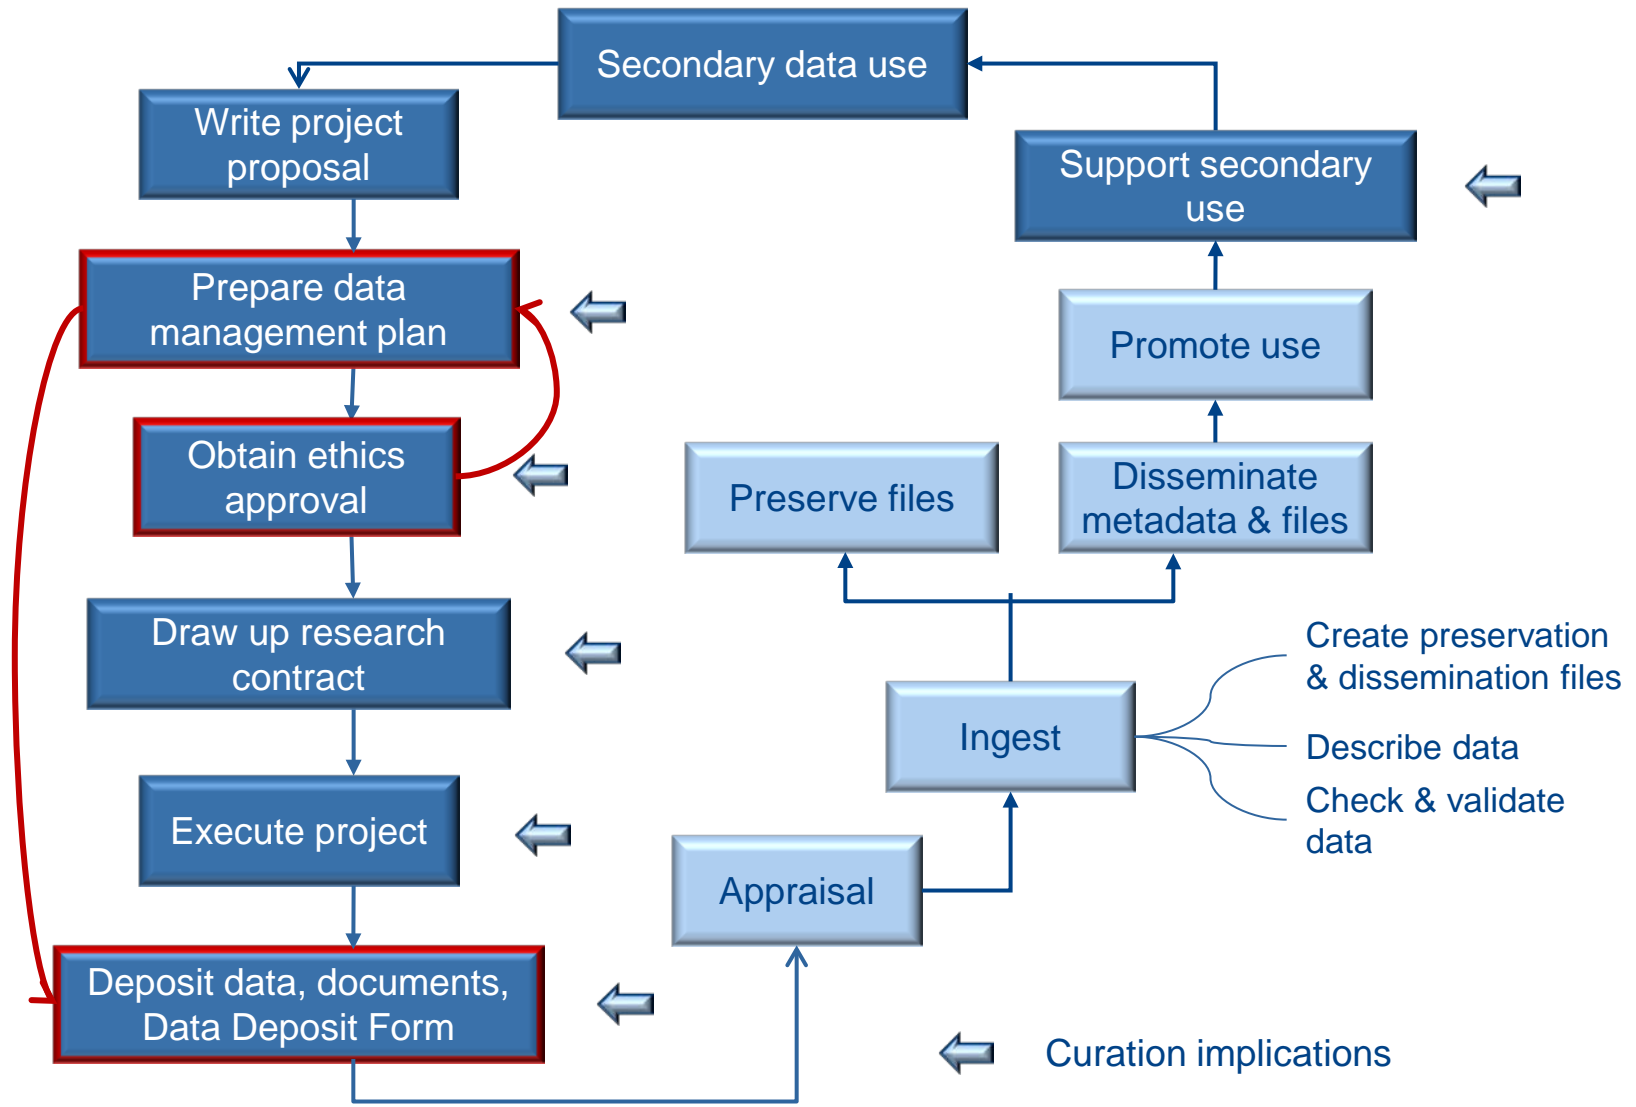 Secondary data use
Write project
proposal
Support secondary
use
Prepare data
management plan
Promote use
Obtain ethics
approval
Preserve files
Disseminate
metadata & files
Draw up research
contract
Create preservation
& dissemination files
Ingest
Describe data
Check & validate
data
Execute project
Appraisal
Deposit data, documents,
Data Deposit Form
Curation implications